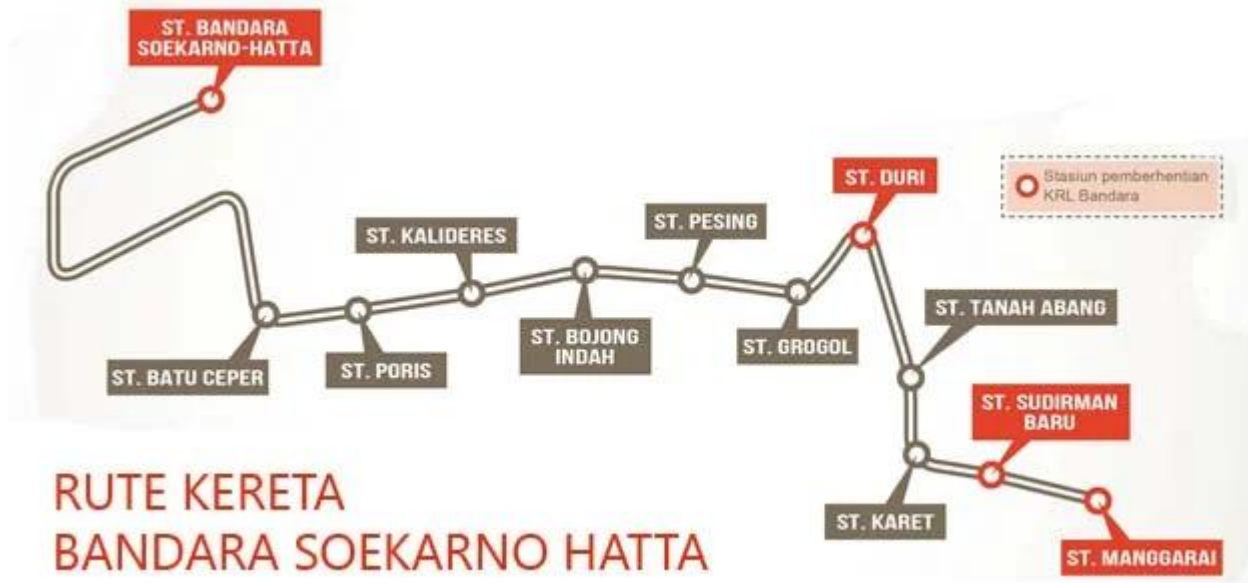 ST. BANDARA
SOEKARNO-HATTA
ST. DURI
Stasiun pemberhentian
KRL Bandara
ST. PESING
ST. KALIDERES
ST. TANAH ABANG
ST. BOJONG
INDAH
ST. GROGOL
ST. PORIS
ST. BATU CEPER
ST. SUDIRMAN
BARU
ST. KARET
ST. MANGGARAI
RUTE KERETA
BANDARA SOEKARNO HATTA